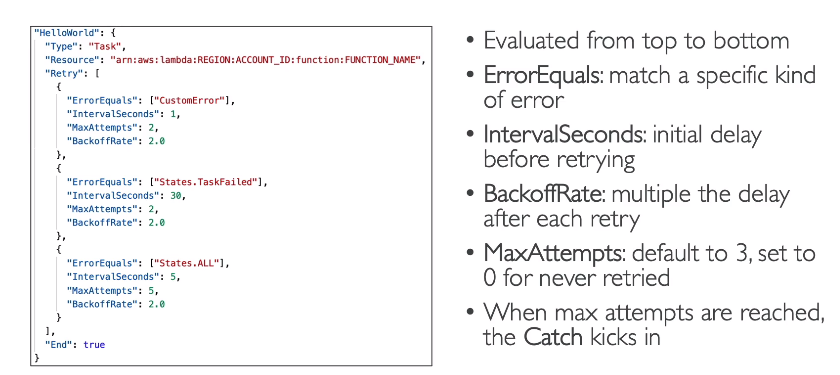 "HelloWorld": {
"Type": "Task",
"Resource": "arn:aws:lambda:REGION:ACCOUNT_ID:function:FUNCTION_NAME",
"Retry": [
{
"ErrorEquals": ["CustomError"],
"IntervalSeconds": 1,
"MaxAttempts": 2,
"BackoffRate": 2.0
},
{
"ErrorEquals": ["States.TaskFailed"],
"IntervalSeconds": 30,
"MaxAttempts": 2,
"BackoffRate": 2.0
},
{
"ErrorEquals": ["States.ALL"],
"IntervalSeconds": 5,
"MaxAttempts": 5,
"BackoffRate": 2.0
}
],
"End": true
}
• Evaluated from top to bottom
• ErrorEquals: match a specific kind
of error
• IntervalSeconds: initial delay
before retrying
• BackoffRate: multiple the delay
after each retry
• MaxAttempts: default to 3, set to
0 for never retried
• When max attempts are reached,
the Catch kicks in